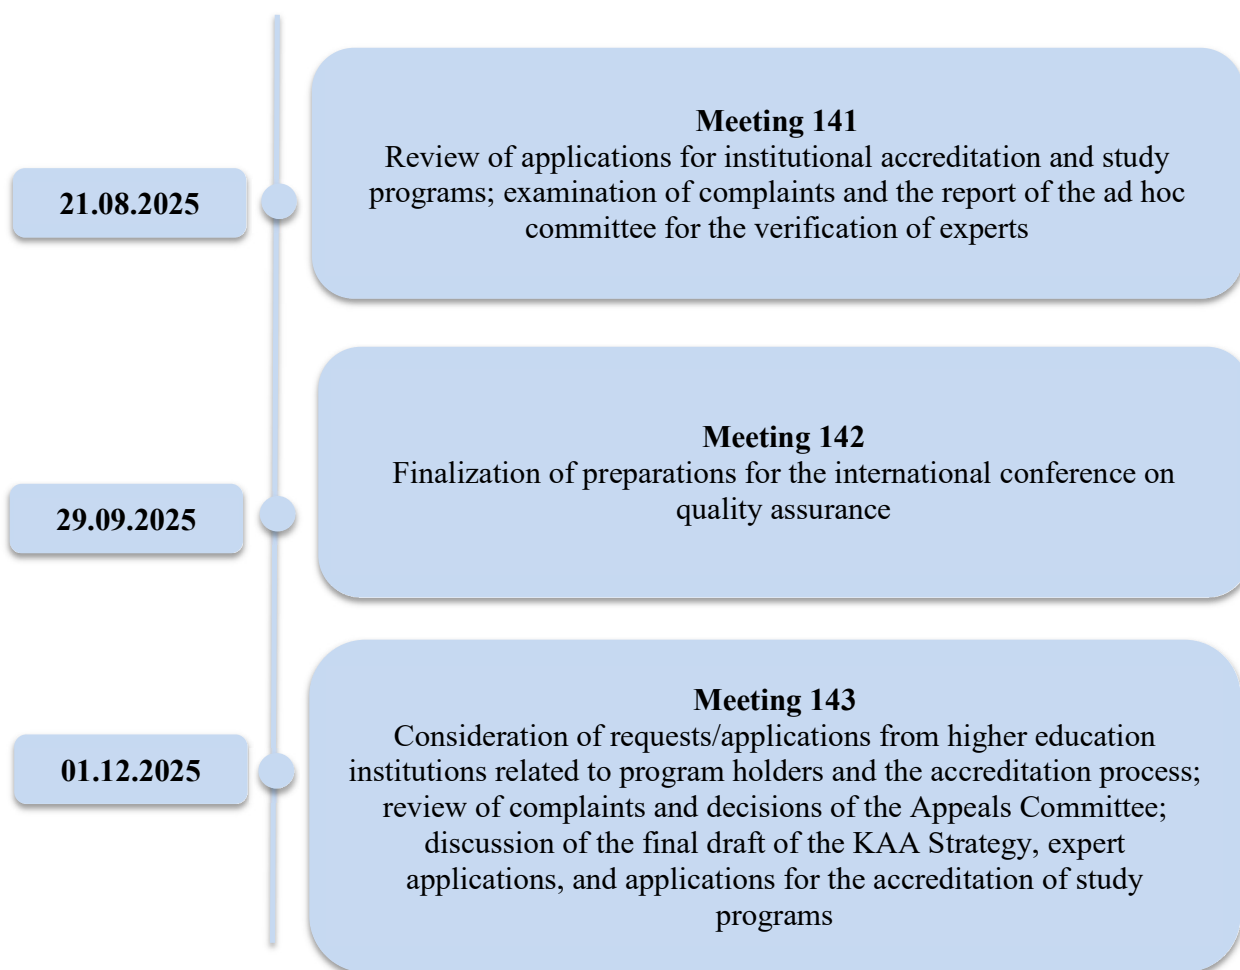 21.08.2025
Meeting 141
Review of applications for institutional accreditation and study
programs; examination of complaints and the report of the ad hoc
committee for the verification of experts
29.09.2025
Meeting 142
Finalization of preparations for the international conference on
quality assurance
01.12.2025
Meeting 143
Consideration of requests/applications from higher education
institutions related to program holders and the accreditation process;
review of complaints and decisions of the Appeals Committee;
discussion of the final draft of the KAA Strategy, expert
applications, and applications for the accreditation of study
programs